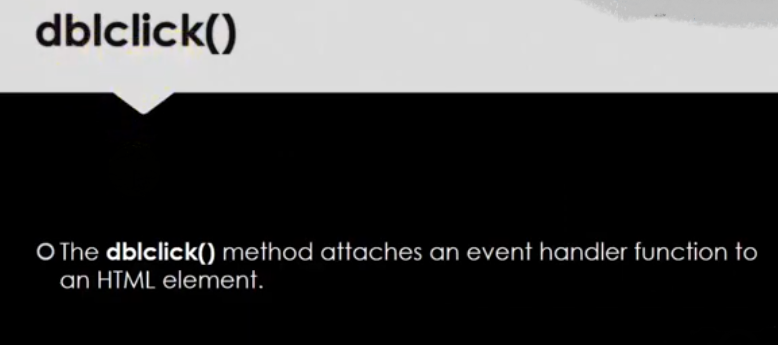 dblclick()
The dblclick() method attaches an event handler function to
an HTML element.